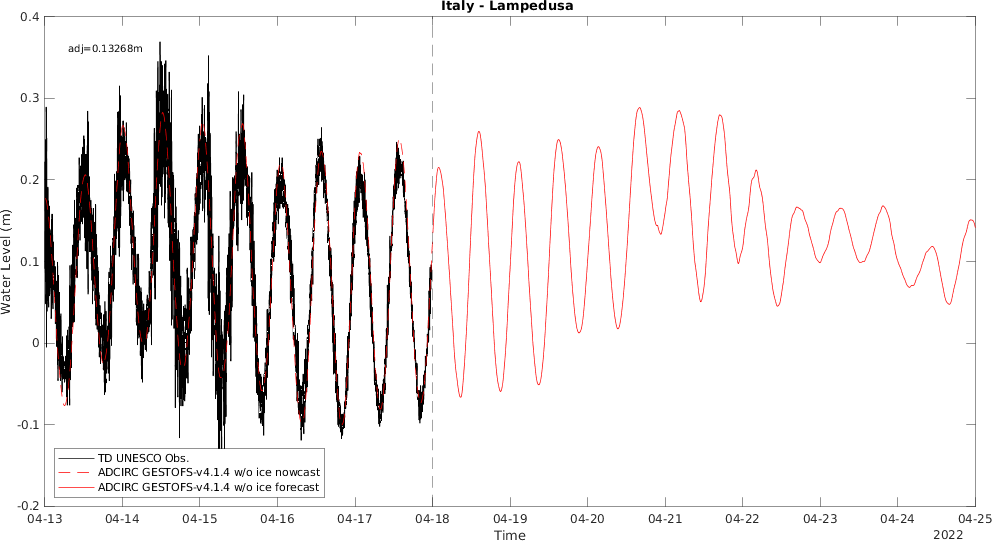 Italy - Lampedusa
adj=0.13268m
0.4
0.3
0.2
0.1
0
-0.1
-0.2
Water Level (m)
TD UNESCO Obs.
ADCIRC GESTOFS-v4.1.4 w/o ice nowcast
ADCIRC GESTOFS-v4.1.4 w/o ice forecast
04-13 04-14 04-15 04-16 04-17 04-18 04-19 04-20 04-21 04-22 04-23 04-24 04-25
Time
2022